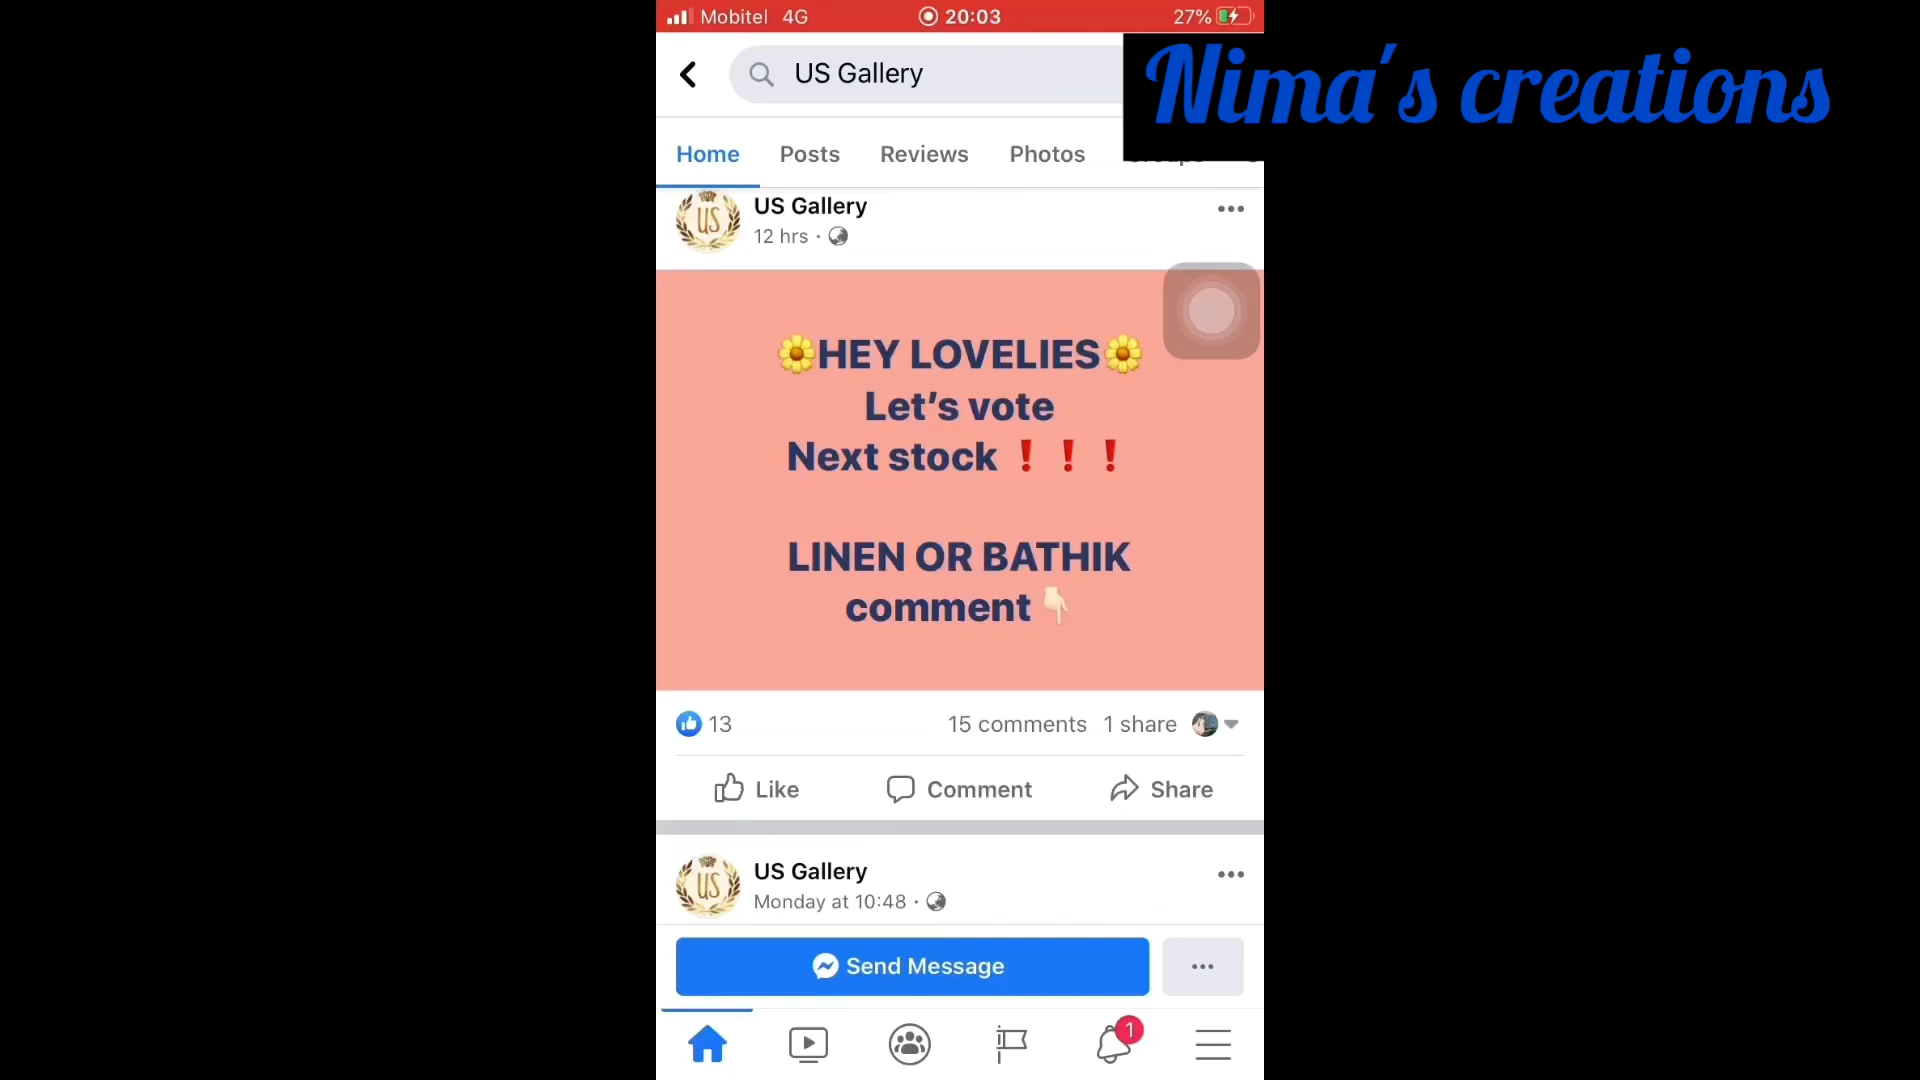 Mobitel 4G 20:03 27%
Nima's creations
US Gallery
Home Posts Reviews Photos
US Gallery
12 hrs ·
🌼HEY LOVELIES🌼
Let's vote
Next stock ❗❗❗
LINEN OR BATHIK
comment👇🏻
13 15 comments 1 share
Like Comment Share
US Gallery
Monday at 10:48 ·
Send Message
1
US
US